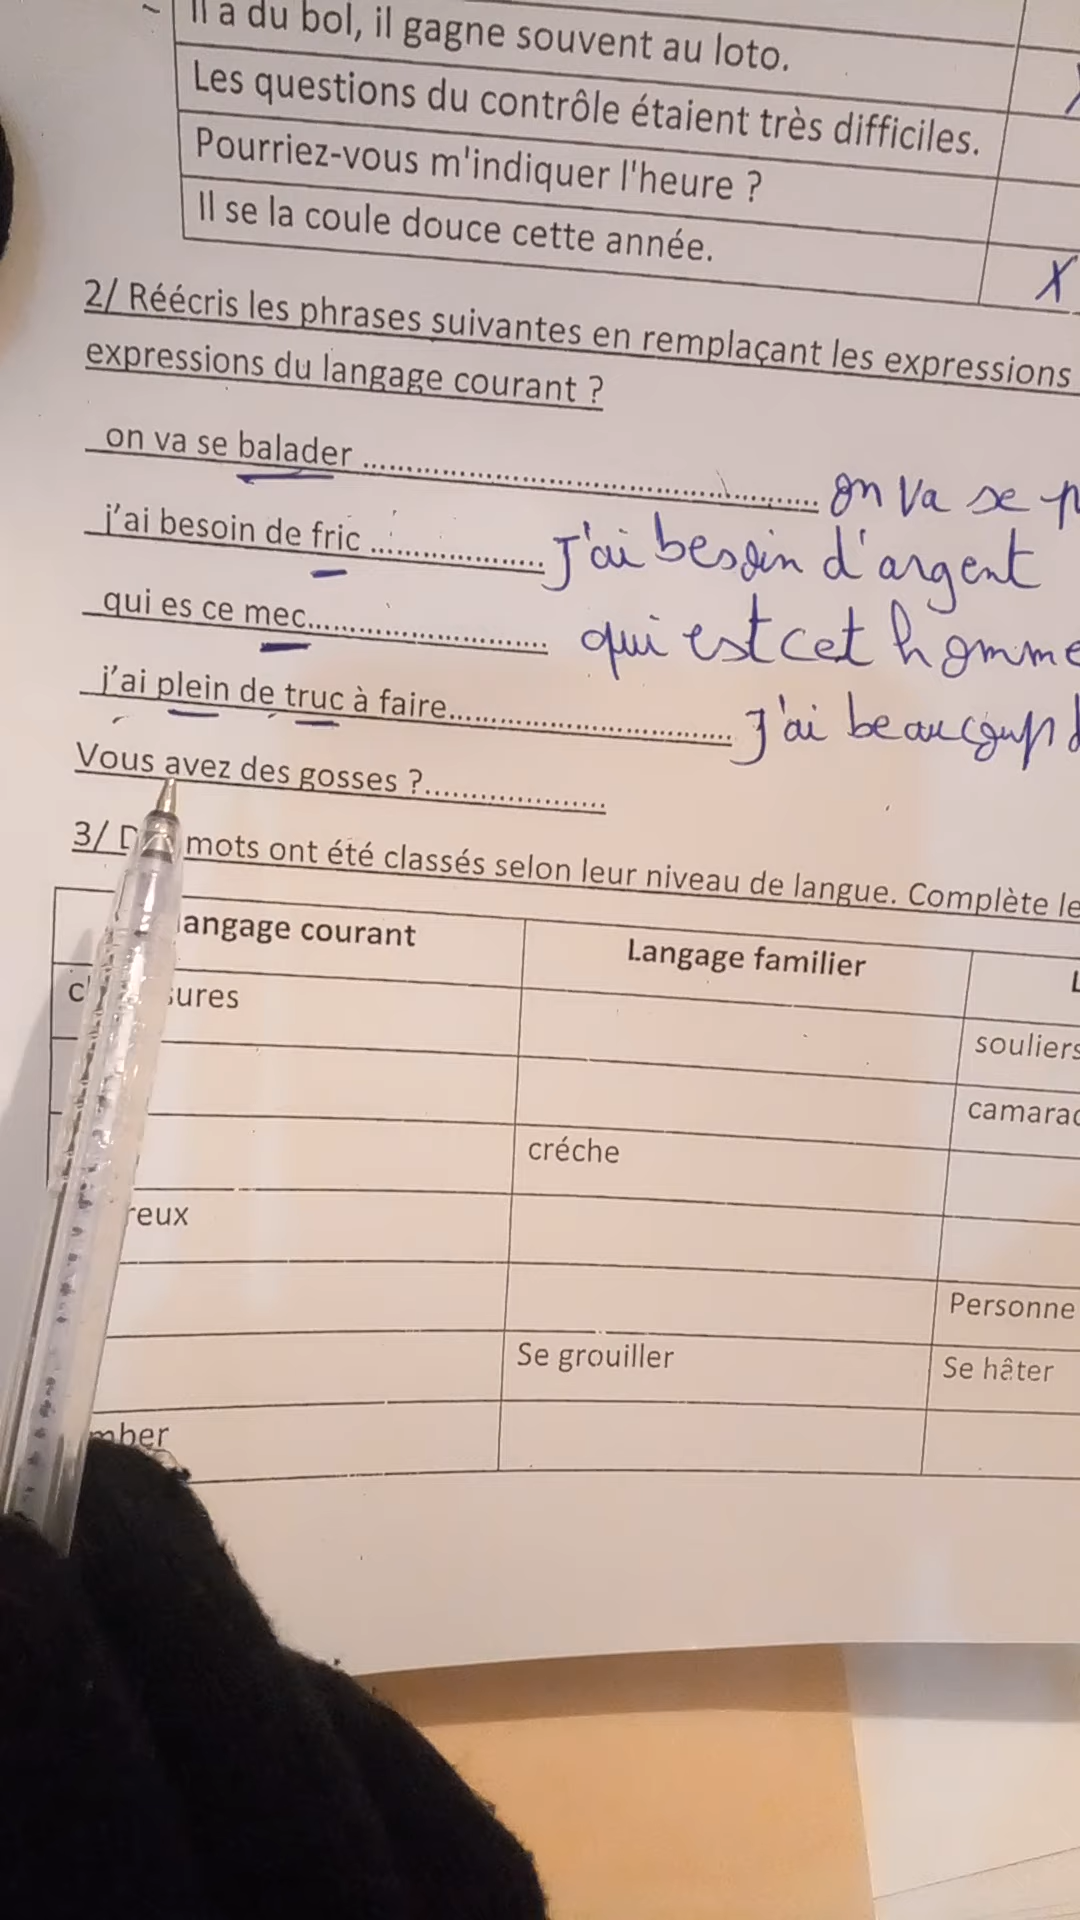 Il a du bol, il gagne souvent au loto.
Les questions du contrôle étaient très difficiles.
Pourriez-vous m'indiquer l'heure ?
Il se la coule douce cette année.
X
2/ Réécris les phrases suivantes en remplaçant les expressions
expressions du langage courant ?
on va se balader .......................................................... on va se
j'ai besoin de fric ...................... J'ai besoin d'argent
qui es ce mec.............................. qui est cet homme
j'ai plein de truc à faire.................................... J'ai beaucoup
Vous avez des gosses ?.......................
3/ mots ont été classés selon leur niveau de langue. Complète le
langage courant Langage familier
souliers
créche
Personne
Se grouiller Se hâter